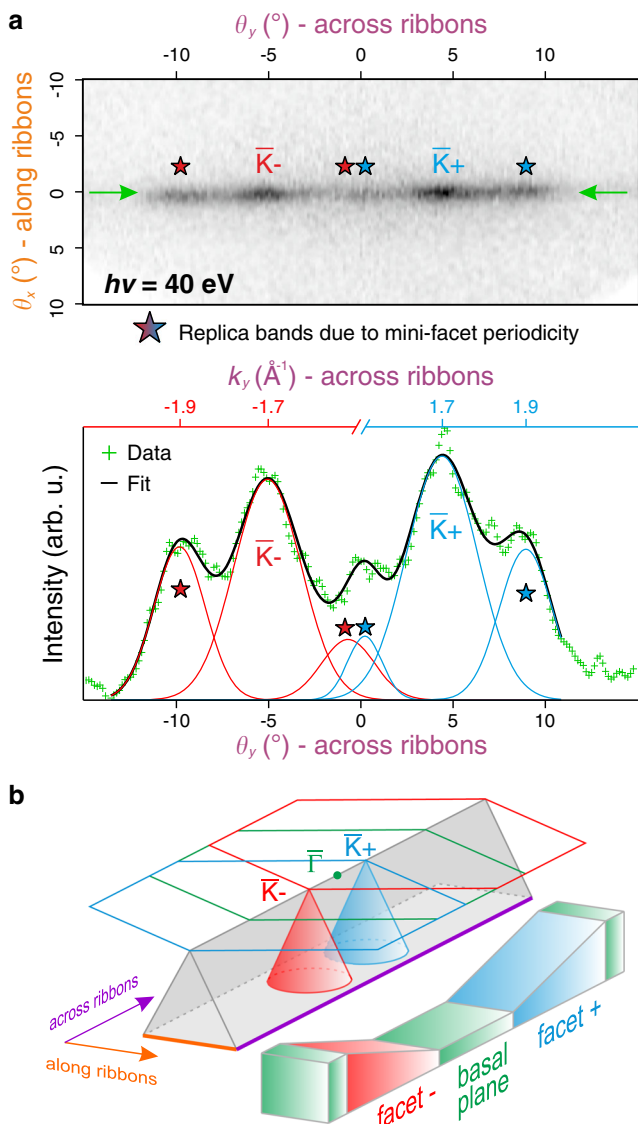 a
θy (°) - across ribbons
-10 -5 0 5 10
θx (°) - along ribbons
-10
-5
0
5
10
K̅- K̅+
hν = 40 eV
Replica bands due to mini-facet periodicity
ky (Å⁻¹) - across ribbons
-1.9 -1.7 1.7 1.9
Intensity (arb. u.)
+ Data
Fit
K̅- K̅+
-10 -5 0 5 10
θy (°) - across ribbons
b
Γ̅ K̅+
K̅-
across ribbons
along ribbons
facet -
basal
plane
facet +